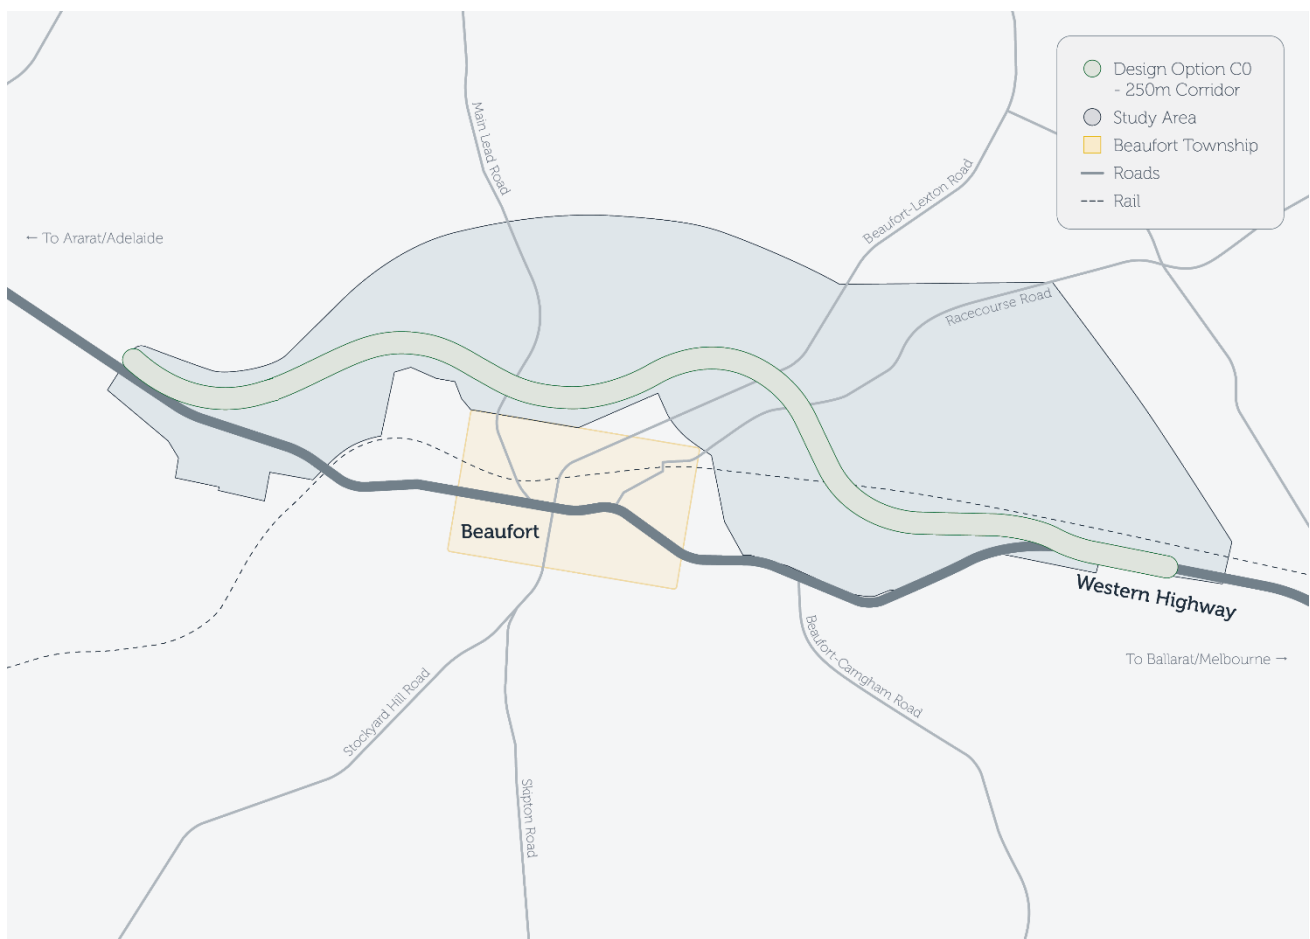 Design Option C0
- 250m Corridor
Study Area
Beaufort Township
Roads
Rail
Main Lead Road
Beaufort-Lexton Road
← To Ararat/Adelaide
Racecourse Road
Beaufort
Western Highway
Beaufort-Carngham Road
To Ballarat/Melbourne →
Stockyard Hill Road
Skipton Road